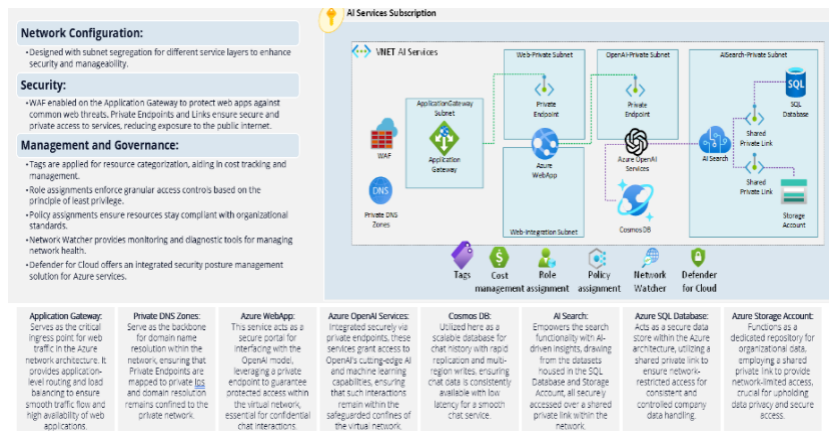 Network Configuration:
•Designed with subnet segregation for different service layers to enhance
security and manageability.
Security:
•WAF enabled on the Application Gateway to protect web apps against
common web threats. Private Endpoints and Links ensure secure and
private access to services, reducing exposure to the public internet.
Management and Governance:
•Tags are applied for resource categorization, aiding in cost tracking and
management.
•Role assignments enforce granular access controls based on the
principle of least privilege.
•Policy assignments ensure resources stay compliant with organizational
standards.
•Network Watcher provides monitoring and diagnostic tools for managing
network health.
•Defender for Cloud offers an integrated security posture management
solution for Azure services.
AI Services Subscription
VNET AI Services
Web-Private Subnet
OpenAI-Private Subnet
AISearch-Private Subnet
ApplicationGateway
Subnet
WAF
Application
Gateway
Private
Endpoint
Private
Endpoint
SQL
SQL
Database
Shared
Private Link
Azure
WebApp
Azure OpenAI
Services
AI Search
DNS
Private DNS
Zones
Shared
Private Link
Cosmos DB
Storage
Account
Web-Integration Subnet
Tags
Cost
management
Role
assignment
Policy
assignment
Network
Watcher
Defender
for Cloud
Application Gateway:
Serves as the critical
ingress point for web
traffic in the Azure
network architecture. It
provides application-
level routing and load
balancing to ensure
smooth traffic flow and
high availability of web
applications.
Private DNS Zones:
Serve as the backbone
for domain name
resolution within the
network, ensuring that
Private Endpoints are
mapped to private Ips
and domain resolution
remains confined to the
private network.
Azure WebApp:
This service acts as a
secure portal for
interfacing with the
OpenAI model,
leveraging a private
endpoint to guarantee
protected access within
the virtual network,
essential for confidential
chat interactions.
Azure OpenAI Services:
Integrated securely via
private endpoints, these
services grant access to
OpenAI's cutting-edge AI
and machine learning
capabilities, ensuring
that such interactions
remain within the
safeguarded confines of
the virtual network.
Cosmos DB:
Utilized here as a
scalable database for
chat history with rapid
replication and multi-
region writes, ensuring
chat data is consistently
available with low
latency for a smooth
chat service.
AI Search:
Empowers the search
functionality with AI-
driven insights, drawing
from the datasets
housed in the SQL
Database and Storage
Account, all securely
accessed over a shared
private link within the
network.
Azure SQL Database:
Acts as a secure data
store within the Azure
architecture, utilizing a
shared private link to
ensure network-
restricted access for
consistent and
controlled company
data handling.
Azure Storage Account:
Functions as a
dedicated repository for
organizational data,
employing a shared
private link to provide
network-limited access,
crucial for upholding
data privacy and secure
access.